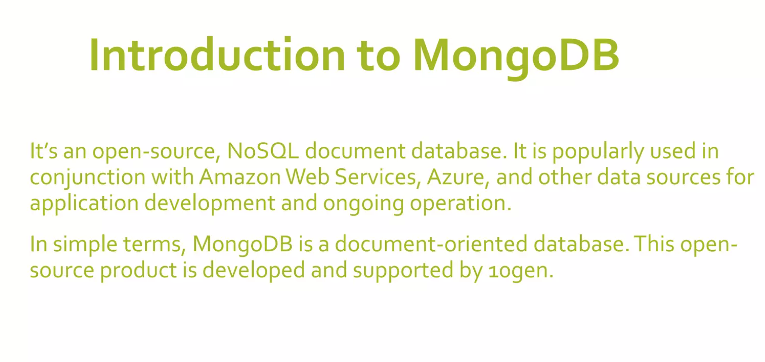 Introduction to MongoDB
It’s an open-source, NoSQL document database. It is popularly used in
conjunction with Amazon Web Services, Azure, and other data sources for
application development and ongoing operation.
In simple terms, MongoDB is a document-oriented database. This open-
source product is developed and supported by 10gen.